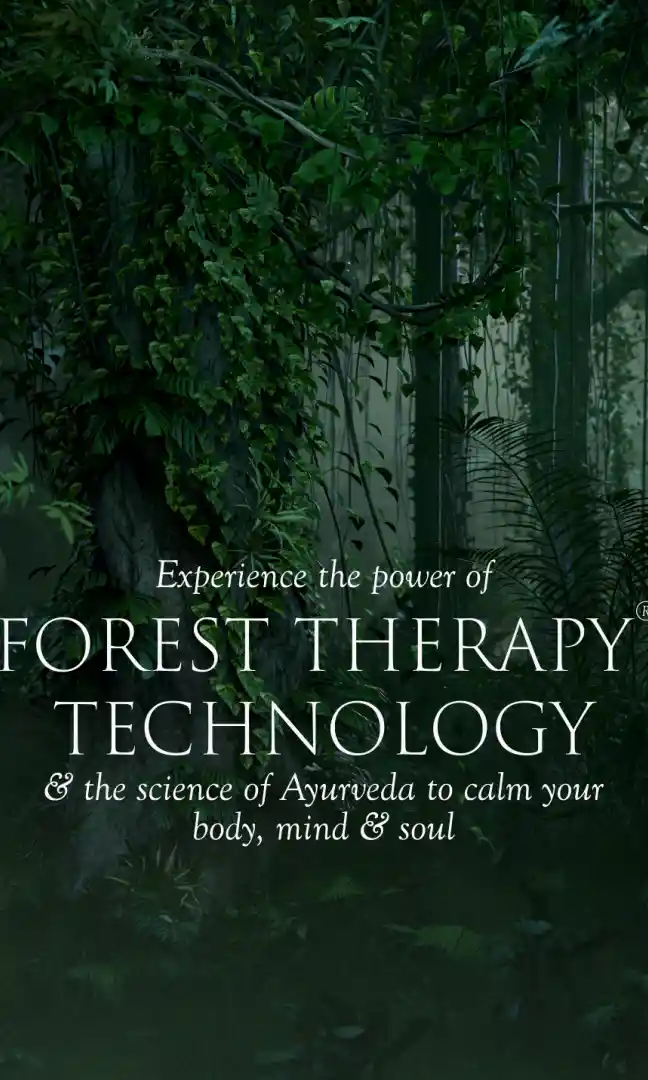 Experience the power of
FOREST THERAPY®
TECHNOLOGY
& the science of Ayurveda to calm your
body, mind & soul